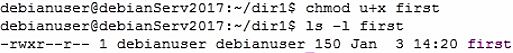 debianuser@debianServ2017:~/dir1$ chmod u+x first
debianuser@debianServ2017:~/dir1$ ls -l first
-rwxr--r-- 1 debianuser debianuser 150 Jan  3 14:20 first